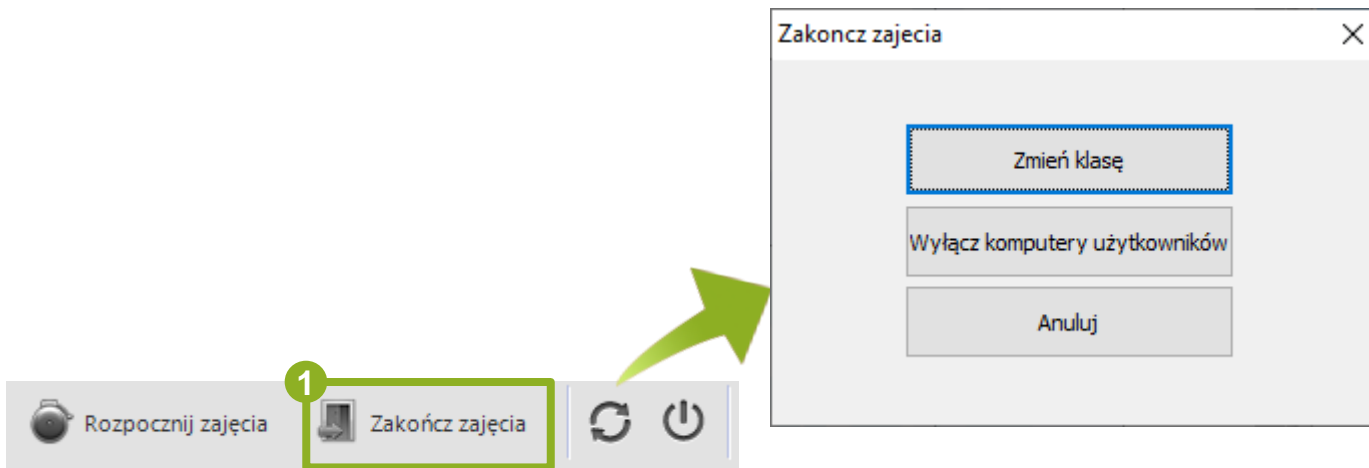 Zakoncz zajecia
Zmień klasę
Wyłącz komputery użytkowników
Anuluj
1
Rozpocznij zajęcia
Zakończ zajęcia